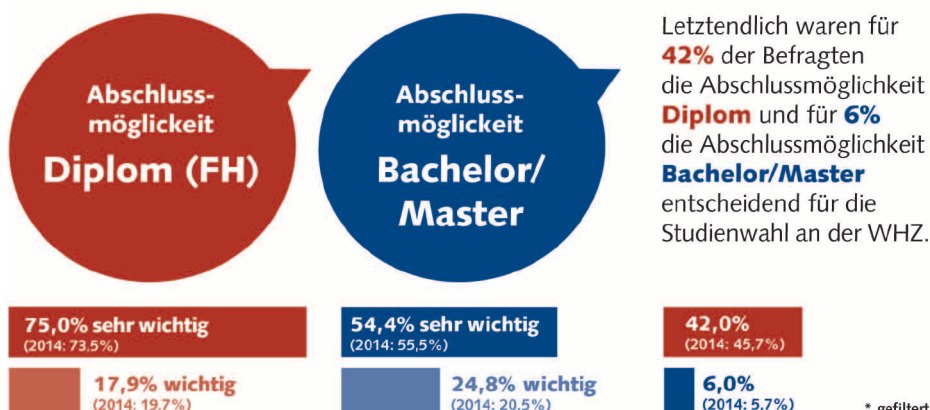 Abschluss-
möglickeit
Diplom (FH)
Abschluss-
möglickeit
Bachelor/
Master
Letztendlich waren für
42% der Befragten
die Abschlussmöglichkeit
Diplom und für 6%
die Abschlussmöglichkeit
Bachelor/Master
entscheidend für die
Studienwahl an der WHZ.
75,0% sehr wichtig
(2014: 73,5%)
17,9% wichtig
(2014: 19,7%)
54,4% sehr wichtig
(2014: 55,5%)
24,8% wichtig
(2014: 20,5%)
42,0%
(2014: 45,7%)
6,0%
(2014: 5,7%)
* gefiltert